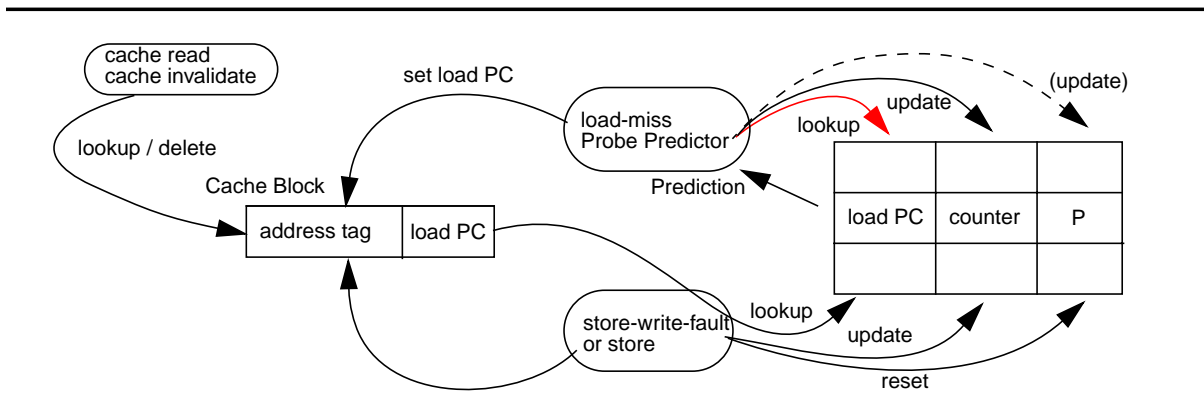 cache read
cache invalidate
set load PC
(update)
update
load-miss
Probe Predictor
lookup
lookup / delete
Cache Block
Prediction
address tag
load PC
load PC
counter
P
store-write-fault
or store
lookup
update
reset